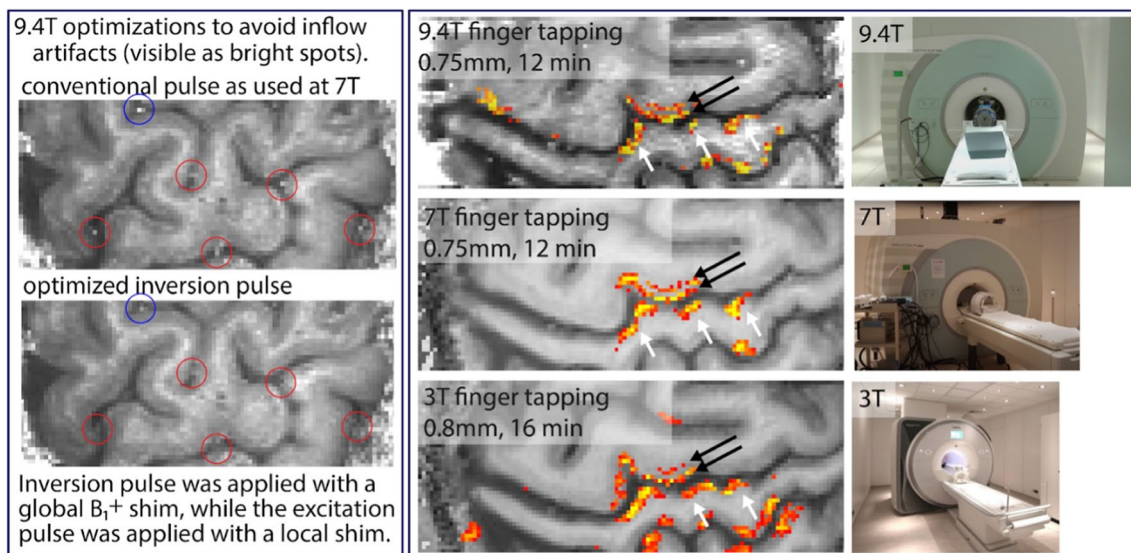 9.4T optimizations to avoid inflow
artifacts (visible as bright spots).
conventional pulse as used at 7T
optimized inversion pulse
Inversion pulse was applied with a
global B₁+ shim, while the excitation
pulse was applied with a local shim.
9.4T finger tapping
0.75mm, 12 min
9.4T
7T finger tapping
0.75mm, 12 min
7T
3T finger tapping
0.8mm, 16 min
3T